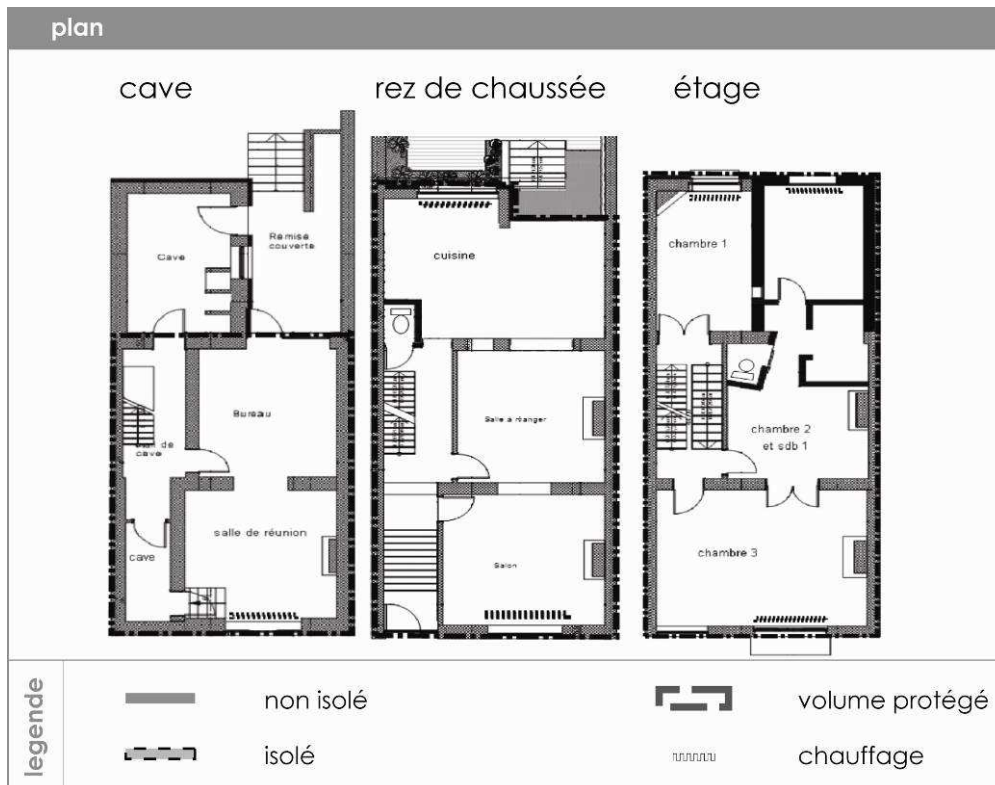 plan
cave
rez de chaussée
étage
Cave
Remise
couverte
Bureau
de
cave
salle de réunion
cave
cuisine
Salle à manger
Salon
chambre 1
chambre 2
et sdb 1
chambre 3
legende
non isolé
volume protégé
isolé
chauffage